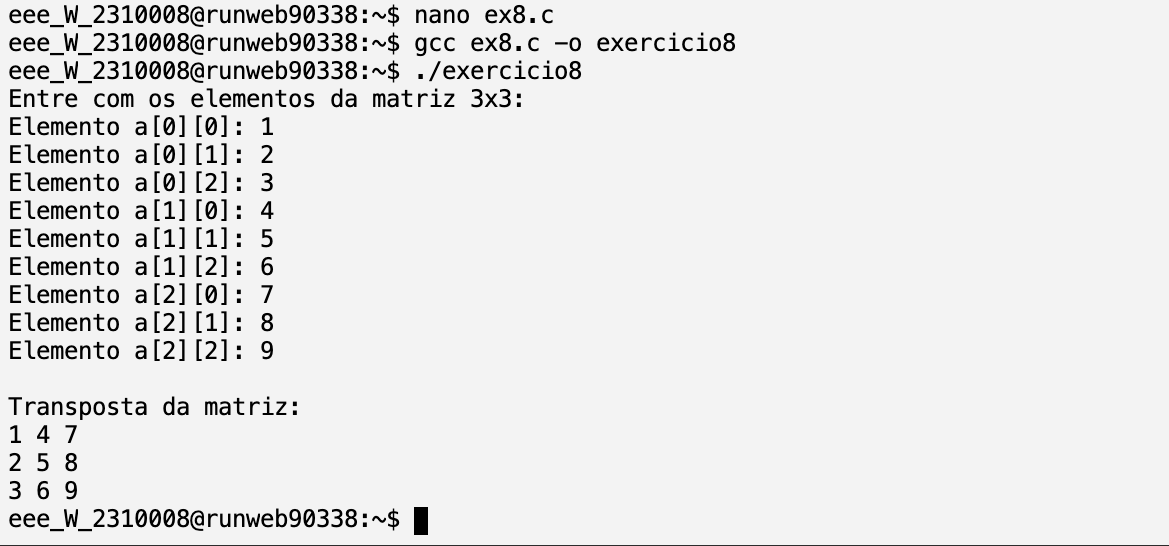 eee_W_2310008@runweb90338:~$ nano ex8.c
eee_W_2310008@runweb90338:~$ gcc ex8.c -o exercicio8
eee_W_2310008@runweb90338:~$ ./exercicio8
Entre com os elementos da matriz 3x3:
Elemento a[0][0]: 1
Elemento a[0][1]: 2
Elemento a[0][2]: 3
Elemento a[1][0]: 4
Elemento a[1][1]: 5
Elemento a[1][2]: 6
Elemento a[2][0]: 7
Elemento a[2][1]: 8
Elemento a[2][2]: 9

Transposta da matriz:
1 4 7
2 5 8
3 6 9
eee_W_2310008@runweb90338:~$